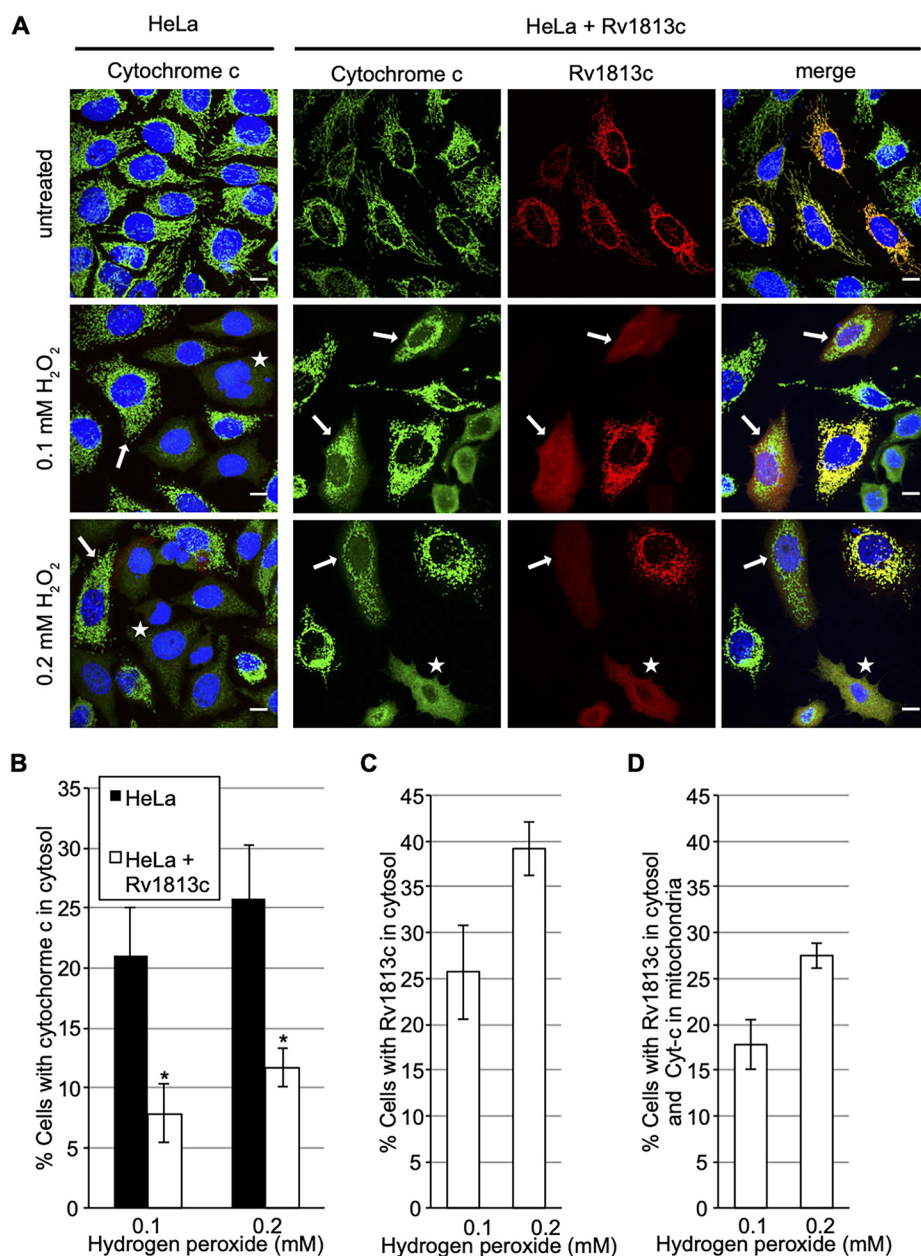 A
HeLa
HeLa + Rv1813c
Cytochrome c
Cytochrome c
Rv1813c
merge
untreated
0.1 mM H₂O₂
0.2 mM H₂O₂
B
% Cells with cytochorme c in cytosol
35
30
25
20
15
10
5
0
HeLa
HeLa +
Rv1813c
*
*
0.1
0.2
Hydrogen peroxide (mM)
C
% Cells with Rv1813c in cytosol
45
40
35
30
25
20
15
10
5
0
0.1
0.2
Hydrogen peroxide (mM)
D
% Cells with Rv1813c in cytosol
and Cyt-c in mitochondria
45
40
35
30
25
20
15
10
5
0
0.1
0.2
Hydrogen peroxide (mM)